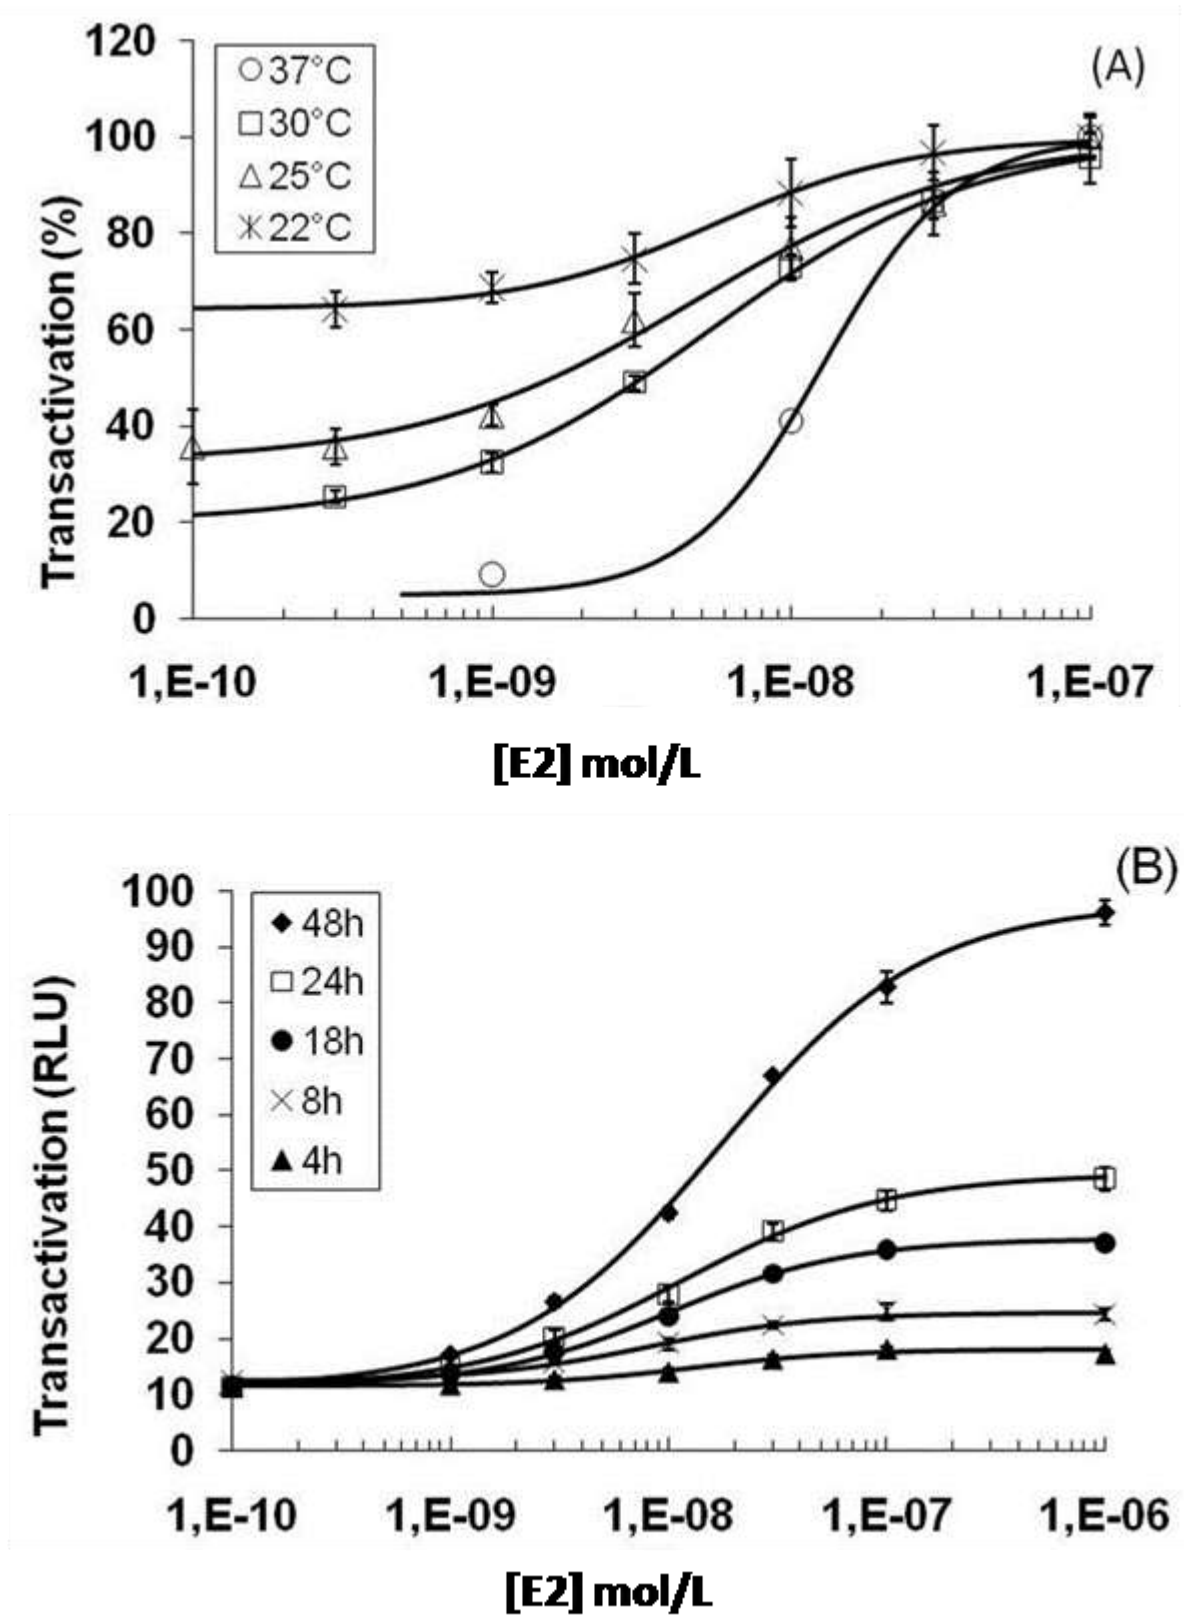 (A)
120
100
80
60
40
20
0
Transactivation (%)
37°C
30°C
25°C
22°C
1,E-10 1,E-09 1,E-08 1,E-07
[E2] mol/L
(B)
100
90
80
70
60
50
40
30
20
10
0
Transactivation (RLU)
48h
24h
18h
8h
4h
1,E-10 1,E-09 1,E-08 1,E-07 1,E-06
[E2] mol/L